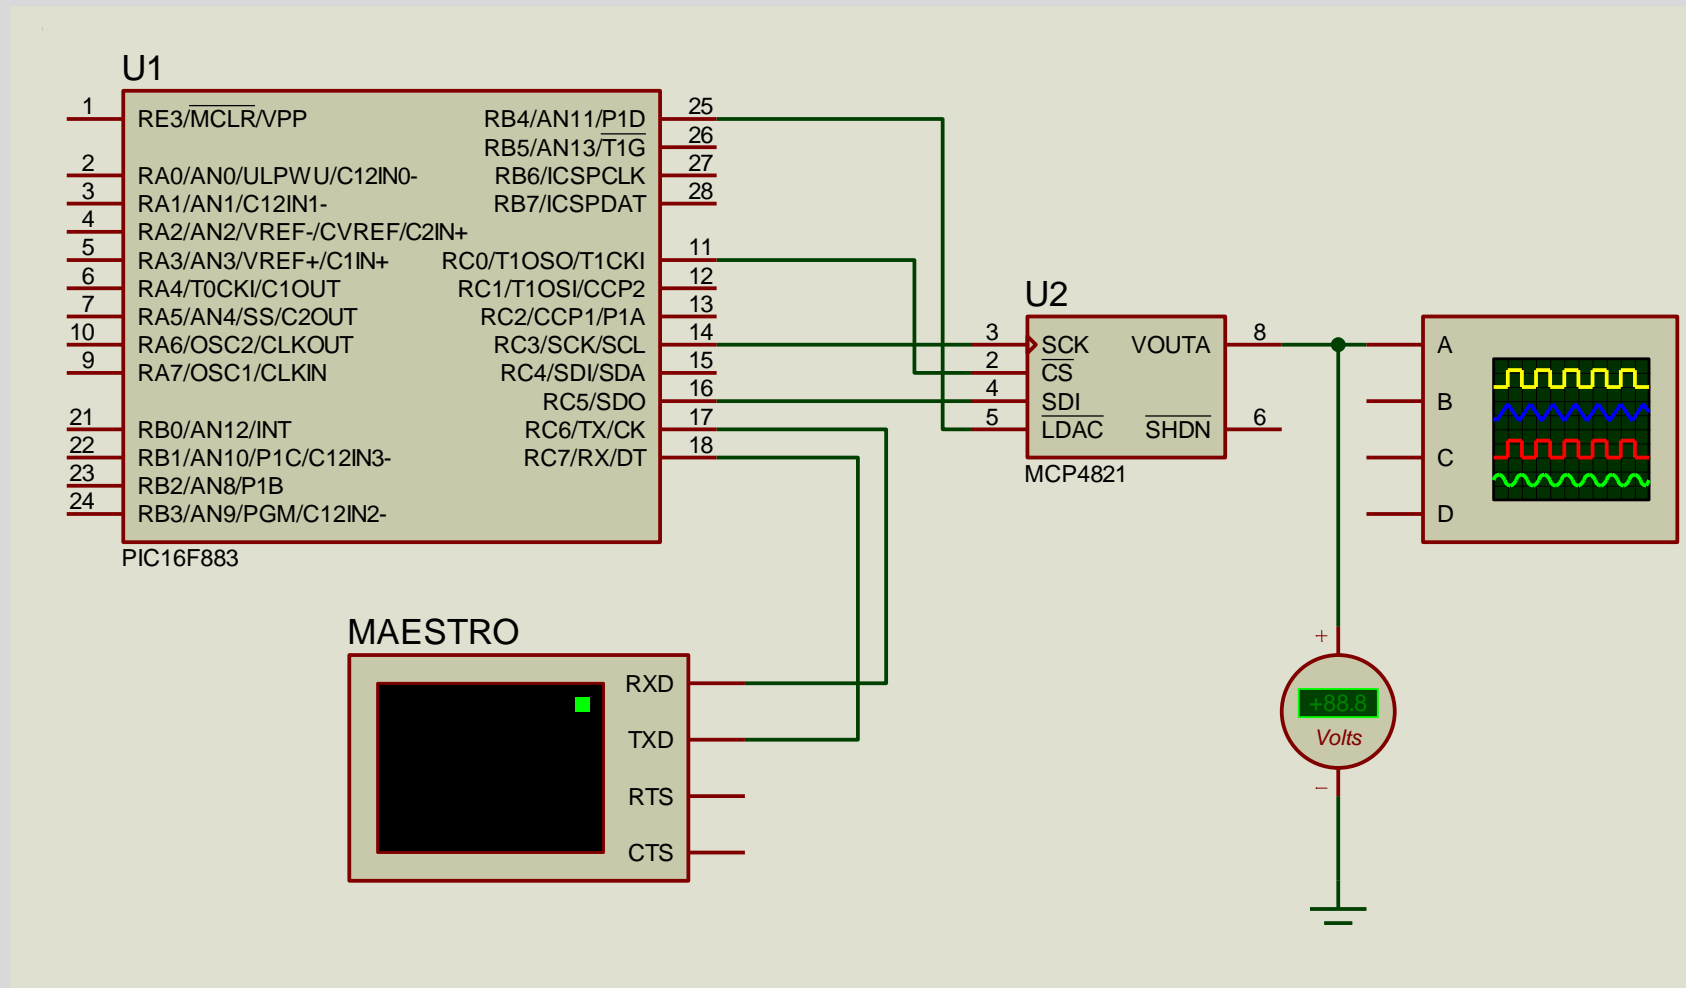 U1
1 RE3/MCLR/VPP
2 RA0/AN0/ULPWU/C12IN0-
3 RA1/AN1/C12IN1-
4 RA2/AN2/VREF-/CVREF/C2IN+
5 RA3/AN3/VREF+/C1IN+
6 RA4/T0CKI/C1OUT
7 RA5/AN4/SS/C2OUT
10 RA6/OSC2/CLKOUT
9 RA7/OSC1/CLKIN
21 RB0/AN12/INT
22 RB1/AN10/P1C/C12IN3-
23 RB2/AN8/P1B
24 RB3/AN9/PGM/C12IN2-
RB4/AN11/P1D 25
RB5/AN13/T1G 26
RB6/ICSPCLK 27
RB7/ICSPDAT 28
RC0/T1OSO/T1CKI 11
RC1/T1OSI/CCP2 12
RC2/CCP1/P1A 13
RC3/SCK/SCL 14
RC4/SDI/SDA 15
RC5/SDO 16
RC6/TX/CK 17
RC7/RX/DT 18
PIC16F883
U2
3 SCK VOUTA 8
2 CS
4 SDI
5 LDAC SHDN 6
MCP4821
A
B
C
D
MAESTRO
RXD
TXD
RTS
CTS
+
+88.8
Volts
−